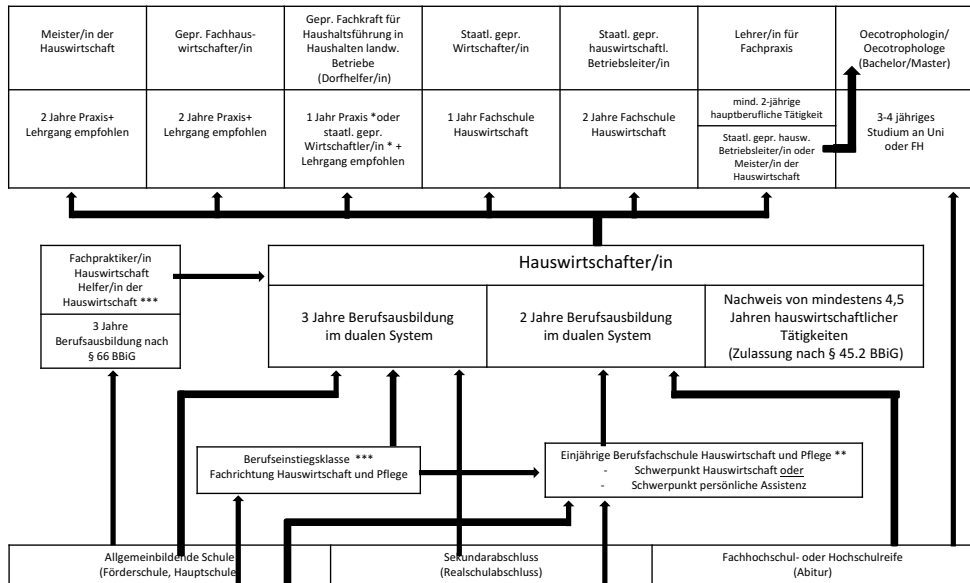 Meister/in der
Hauswirtschaft
Gepr. Fachhaus-
wirtschafter/in
Gepr. Fachkraft für
Haushaltsführung in
Haushalten landw.
Betriebe
(Dorfhelfer/in)
Staatl. gepr.
Wirtschafter/in
Staatl. gepr.
hauswirtschaftl.
Betriebsleiter/in
Lehrer/in für
Fachpraxis
Oecotrophologin/
Oecotrophologe
(Bachelor/Master)
2 Jahre Praxis+
Lehrgang empfohlen
2 Jahre Praxis+
Lehrgang empfohlen
1 Jahr Praxis *oder
staatl. gepr.
Wirtschaftler/in * +
Lehrgang empfohlen
1 Jahr Fachschule
Hauswirtschaft
2 Jahre Fachschule
Hauswirtschaft
mind. 2-jährige
hauptberufliche Tätigkeit
Staatl. gepr. hausw.
Betriebsleiter/in oder
Meister/in der
Hauswirtschaft
3-4 jähriges
Studium an Uni
oder FH
Fachpraktiker/in
Hauswirtschaft
Helfer/in der
Hauswirtschaft ***
3 Jahre
Berufsausbildung nach
§ 66 BBiG
Hauswirtschafter/in
3 Jahre Berufsausbildung
im dualen System
2 Jahre Berufsausbildung
im dualen System
Nachweis von mindestens 4,5
Jahren hauswirtschaftlicher
Tätigkeiten
(Zulassung nach § 45.2 BBiG)
Berufseinstiegsklasse ***
Fachrichtung Hauswirtschaft und Pflege
Einjährige Berufsfachschule Hauswirtschaft und Pflege **
- Schwerpunkt Hauswirtschaft oder
- Schwerpunkt persönliche Assistenz
Allgemeinbildende Schule
(Förderschule, Hauptschule
Sekundarabschluss
(Realschulabschluss)
Fachhochschul- oder Hochschulreife
(Abitur)